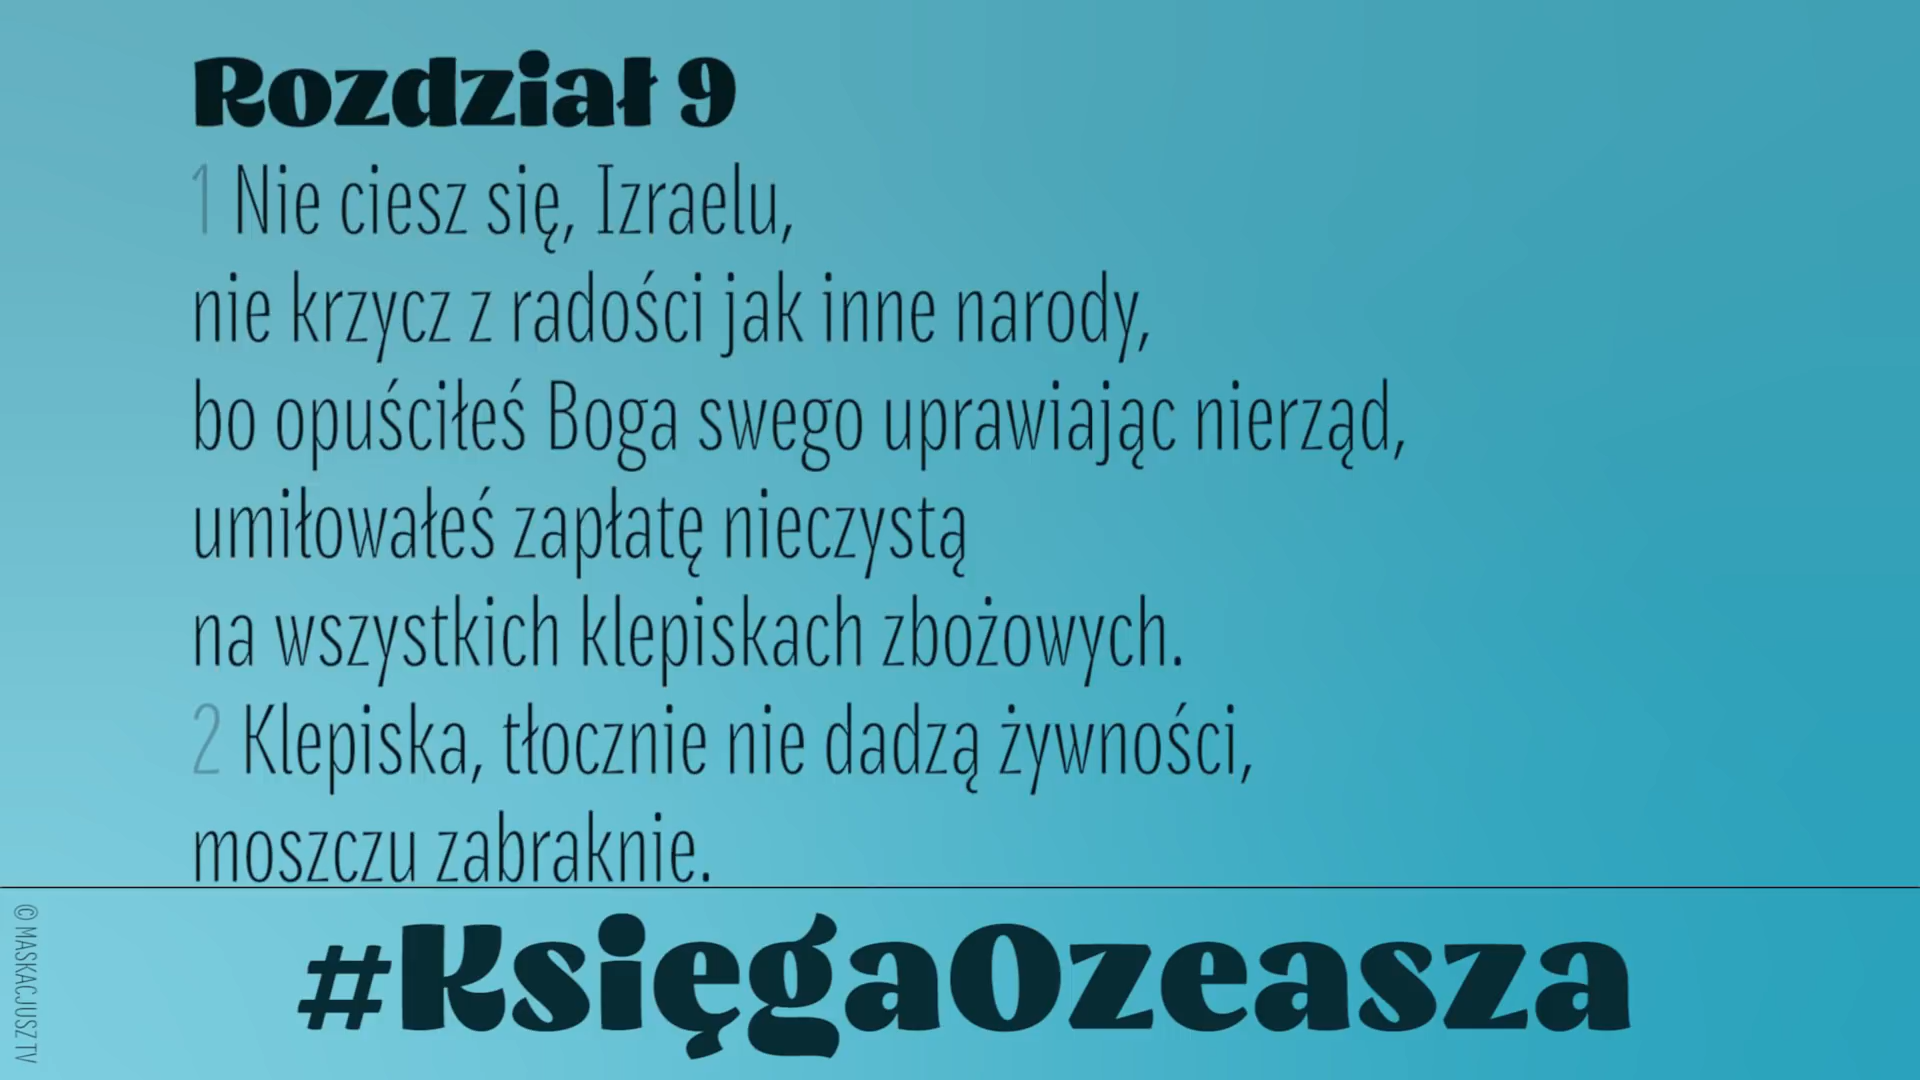 Rozdział 9
1 Nie ciesz się, Izraelu,
nie krzycz z radości jak inne narody,
bo opuściłeś Boga swego uprawiając nierząd,
umiłowałeś zapłatę nieczystą
na wszystkich klepiskach zbożowych.
2 Klepiska, tłocznie nie dadzą żywności,
moszczu zabraknie.
#KsięgaOzeasza
© MASKACJUSZ TV